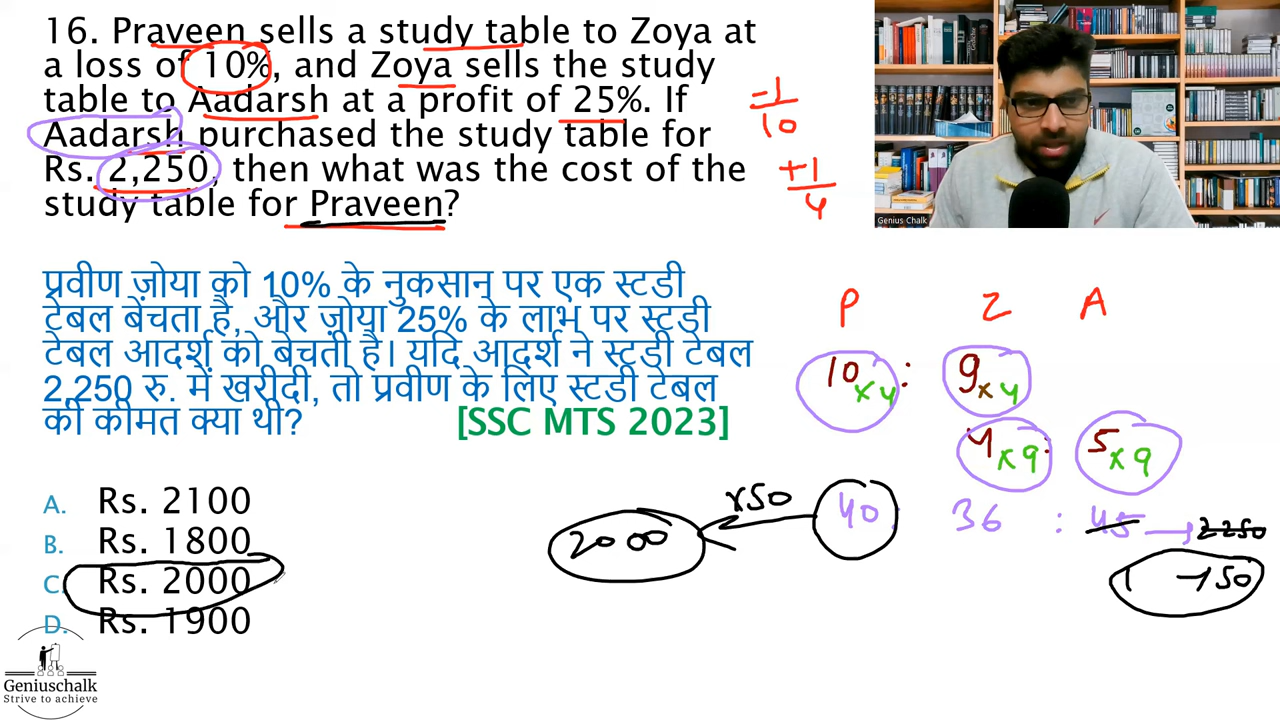 16. Praveen sells a study table to Zoya at
a loss of 10%, and Zoya sells the study
table to Aadarsh at a profit of 25%. If
Aadarsh purchased the study table for
Rs. 2,250, then what was the cost of the
study table for Praveen?
-1/10
+1/4
Genius Chalk
प्रवीण ज़ोया को 10% के नुकसान पर एक स्टडी
टेबल बेंचता है, और ज़ोया 25% के लाभ पर स्टडी
टेबल आदर्श को बेचती है। यदि आदर्श ने स्टडी टेबल
2,250 रु. में खरीदी, तो प्रवीण के लिए स्टडी टेबल
की कीमत क्या थी? [SSC MTS 2023]
P Z A
10 x 4 : 9 x 4
4 x 9 : 5 x 9
40 : 36 : 45 → 2250
x50
2000
1 → 50
A. Rs. 2100
B. Rs. 1800
C. Rs. 2000
D. Rs. 1900
Geniuschalk
Strive to achieve